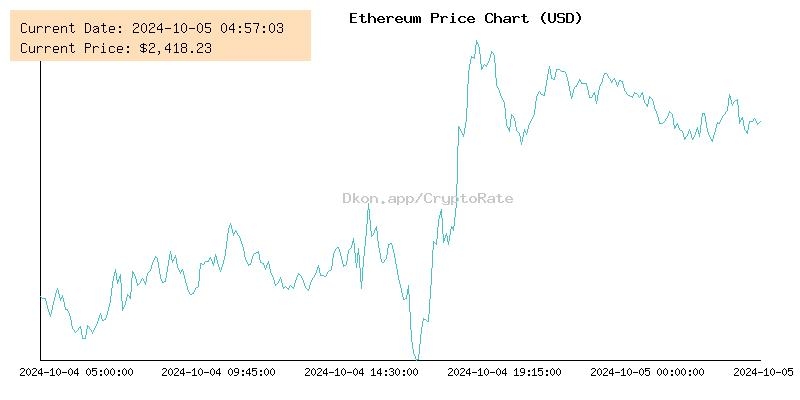 Ethereum Price Chart (USD)
Current Date: 2024-10-05 04:57:03
Current Price: $2,418.23
Dkon.app/CryptoRate
2024-10-04 05:00:00 2024-10-04 09:45:00 2024-10-04 14:30:00 2024-10-04 19:15:00 2024-10-05 00:00:00 2024-10-05